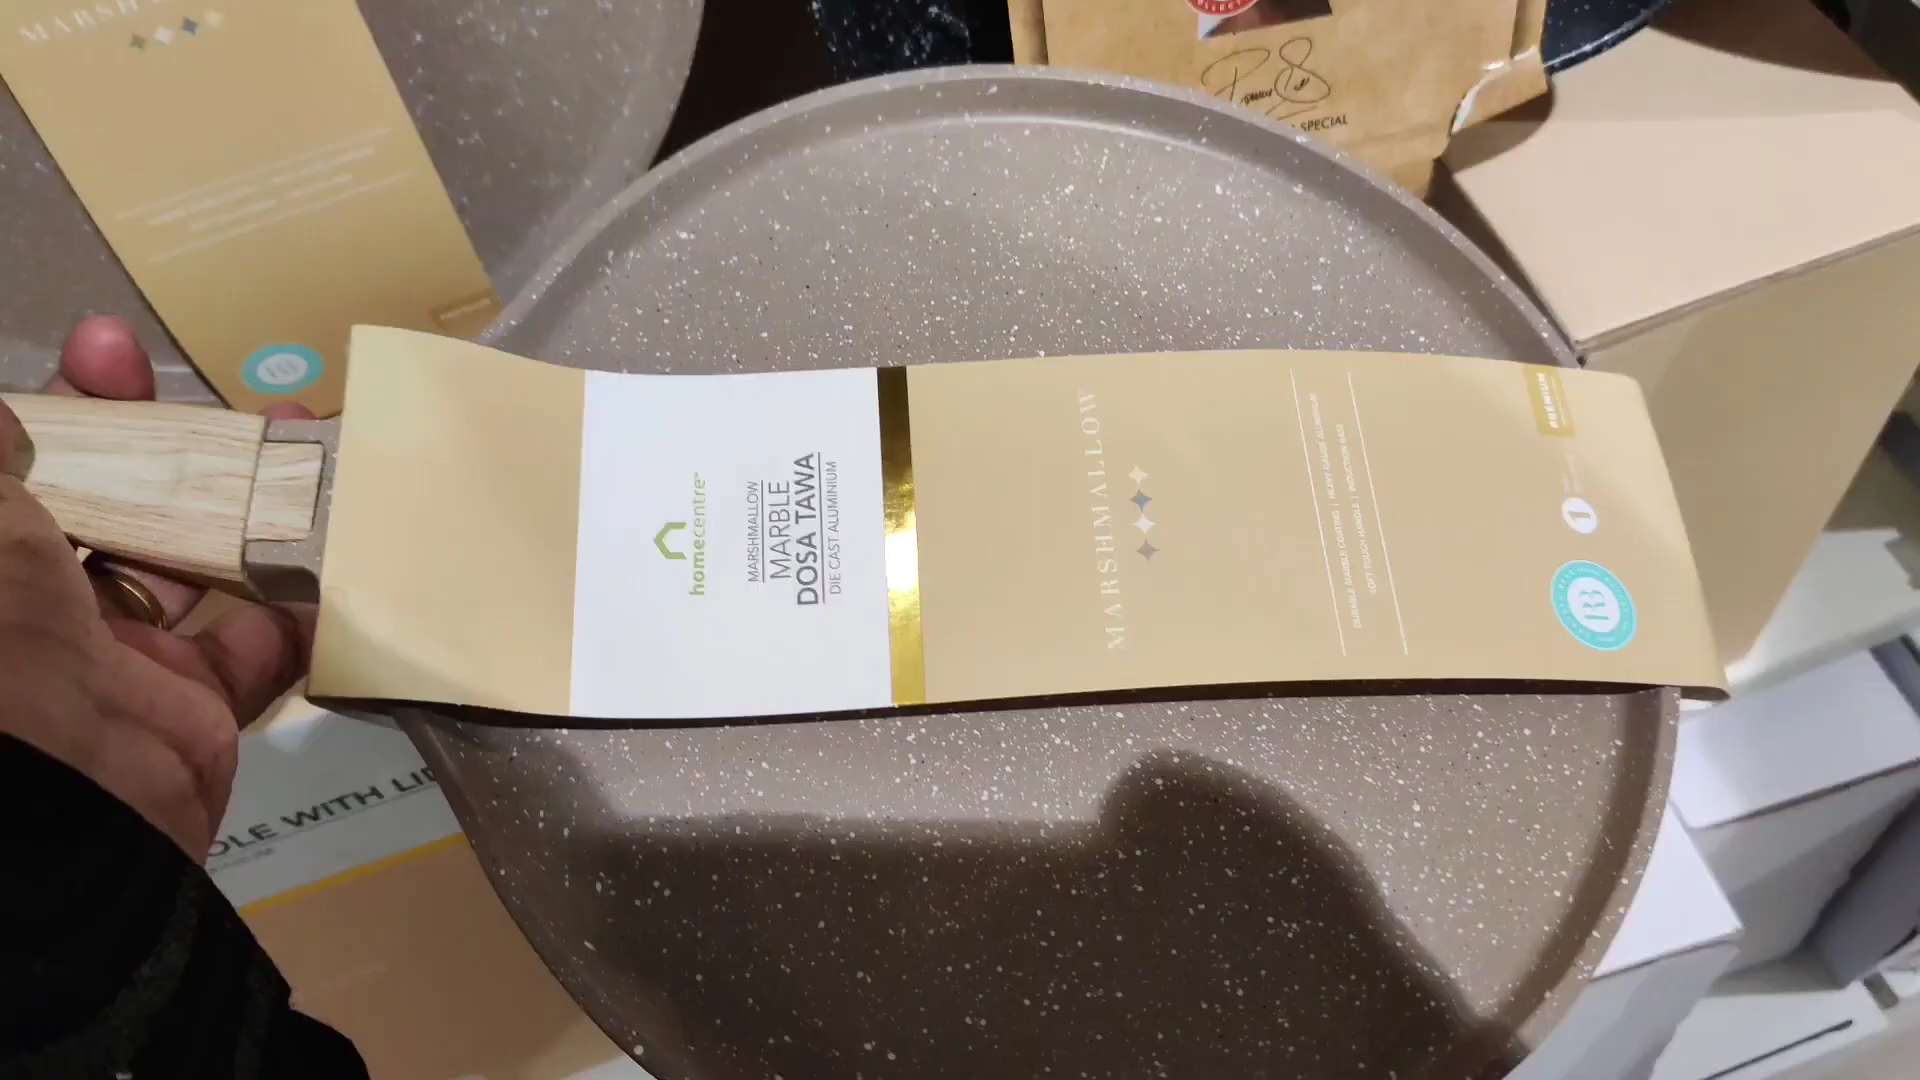 MARSH
SPECIAL
homecentre
MARSHMALLOW
MARBLE
DOSA TAWA
DIE CAST ALUMINIUM
MARSHMALLOW
DURABLE MARBLE COATING | HEAVY GAUGE ALUMINIUM
SOFT TOUCH HANDLE | INDUCTION BASE
PREMIUM
1
OLE WITH LI